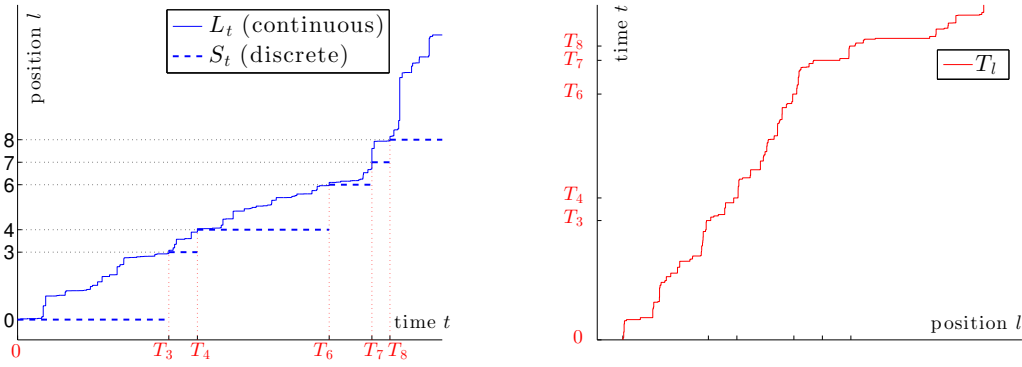 position l
L_t (continuous)
S_t (discrete)
8
7
6
4
3
0
time t
0
T_3
T_4
T_6
T_7
T_8
time t
T_l
T_8
T_7
T_6
T_4
T_3
0
position l